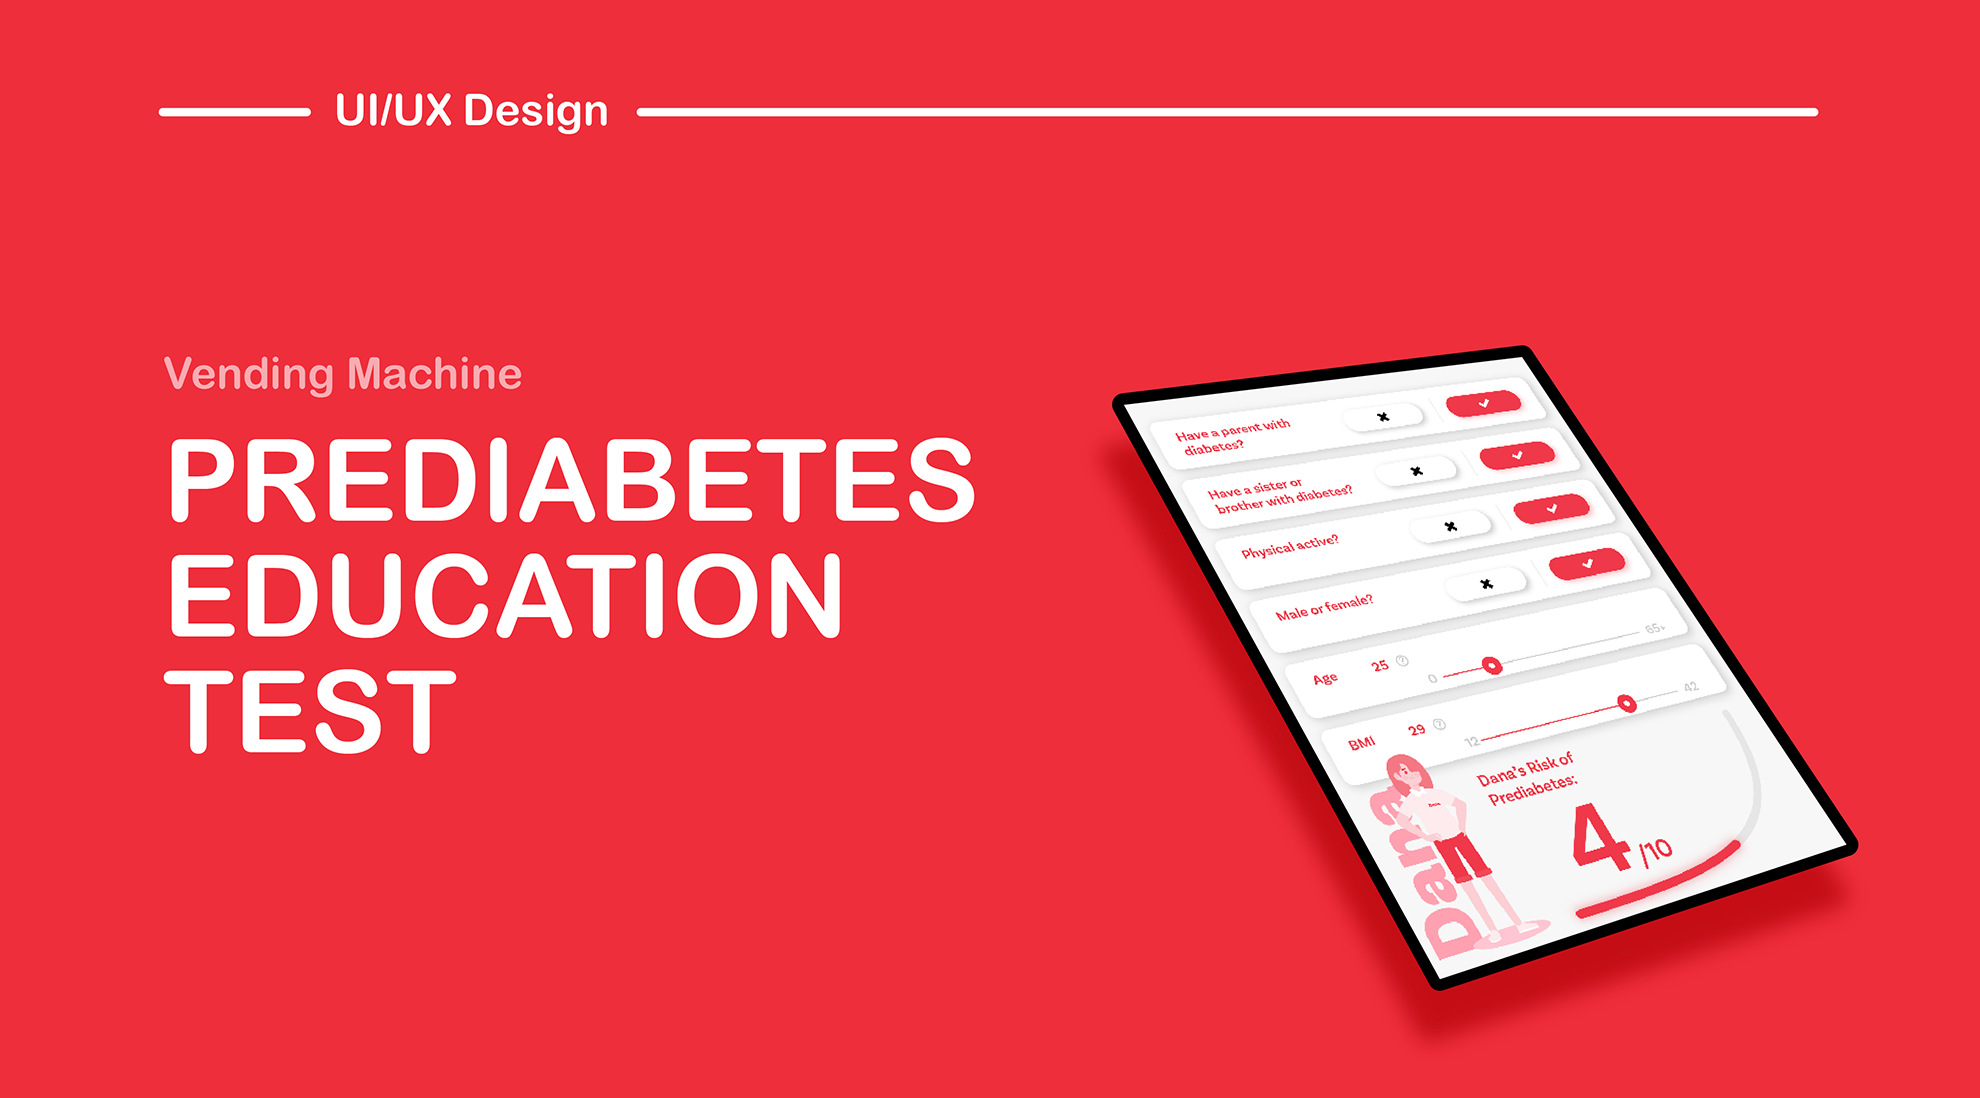 UI/UX Design
Vending Machine
PREDIABETES
EDUCATION
TEST
Have a parent with
diabetes?
Have a sister or
brother with diabetes?
Physical active?
Male or female?
Age 25 ? 0 65+
BMI 29 ? 12 42
Dana's Risk of
Prediabetes:
4/10
Dana
Dana